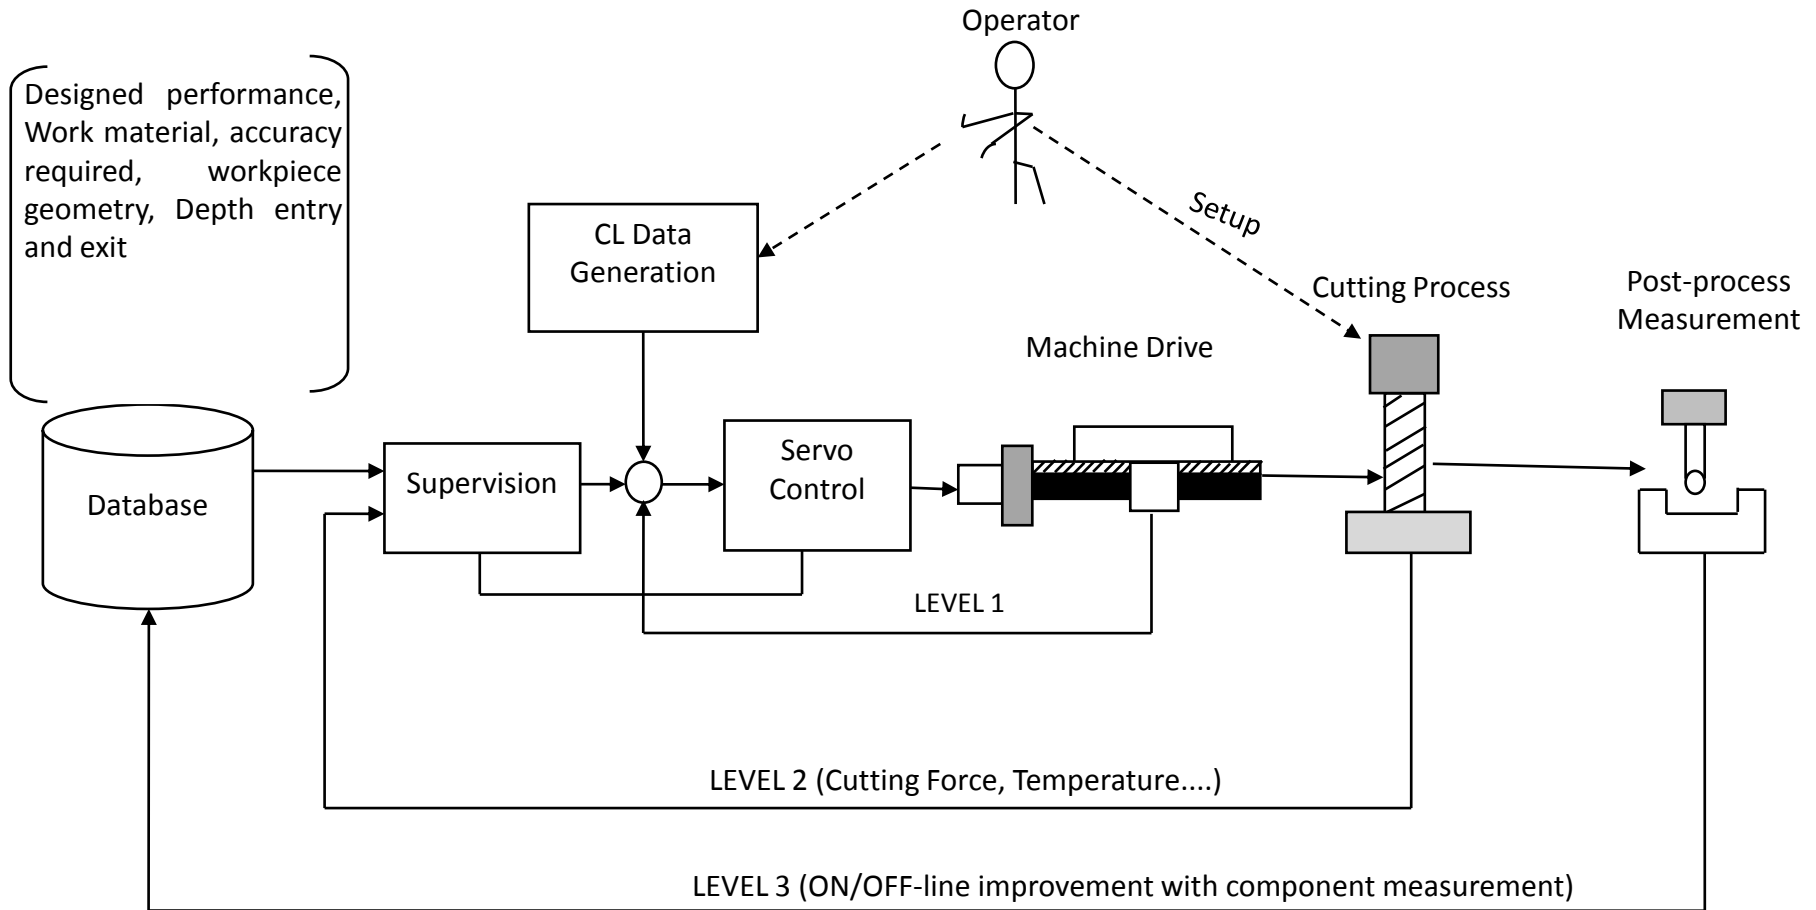 Operator
Designed performance,
Work material, accuracy
required, workpiece
geometry, Depth entry
and exit
Setup
CL Data
Generation
Cutting Process
Post-process
Measurement
Machine Drive
Database
Supervision
Servo
Control
LEVEL 1
LEVEL 2 (Cutting Force, Temperature....)
LEVEL 3 (ON/OFF-line improvement with component measurement)